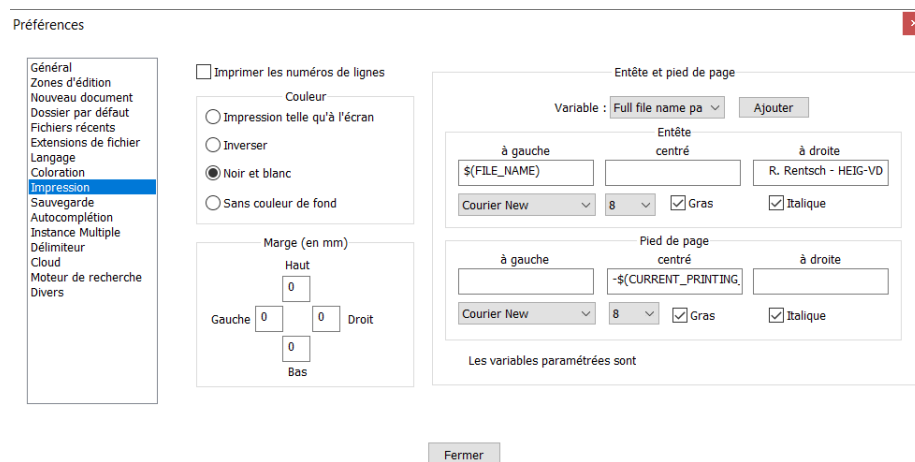 Préférences
Général
Zones d'édition
Nouveau document
Dossier par défaut
Fichiers récents
Extensions de fichier
Langage
Coloration
Impression
Sauvegarde
Autocomplétion
Instance Multiple
Délimiteur
Cloud
Moteur de recherche
Divers
Imprimer les numéros de lignes
Couleur
Impression telle qu'à l'écran
Inverser
Noir et blanc
Sans couleur de fond
Marge (en mm)
Haut
0
Gauche 0 0 Droit
0
Bas
Entête et pied de page
Variable : Full file name pa Ajouter
Entête
à gauche centré à droite
$(FILE_NAME) R. Rentsch - HEIG-VD
Courier New 8 Gras Italique
Pied de page
à gauche centré à droite
-$(CURRENT_PRINTING_
Courier New 8 Gras Italique
Les variables paramétrées sont
Fermer